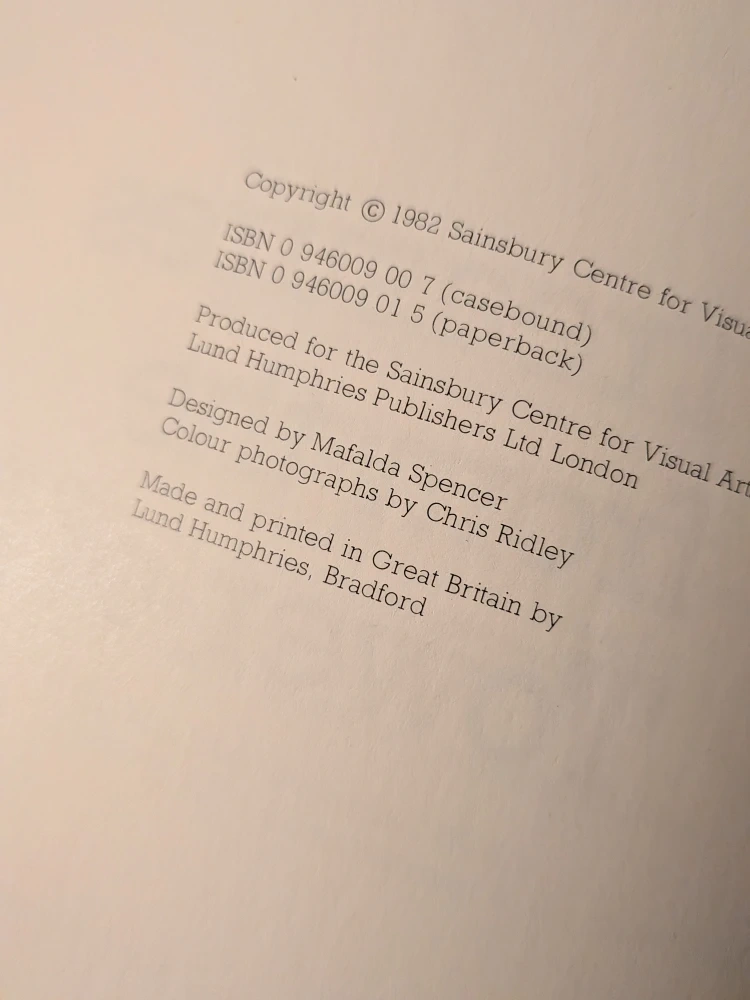 Copyright © 1982 Sainsbury Centre for Visua
ISBN 0 946009 00 7 (casebound)
ISBN 0 946009 01 5 (paperback)
Produced for the Sainsbury Centre for Visual Art
Lund Humphries Publishers Ltd London
Designed by Mafalda Spencer
Colour photographs by Chris Ridley
Made and printed in Great Britain by
Lund Humphries, Bradford